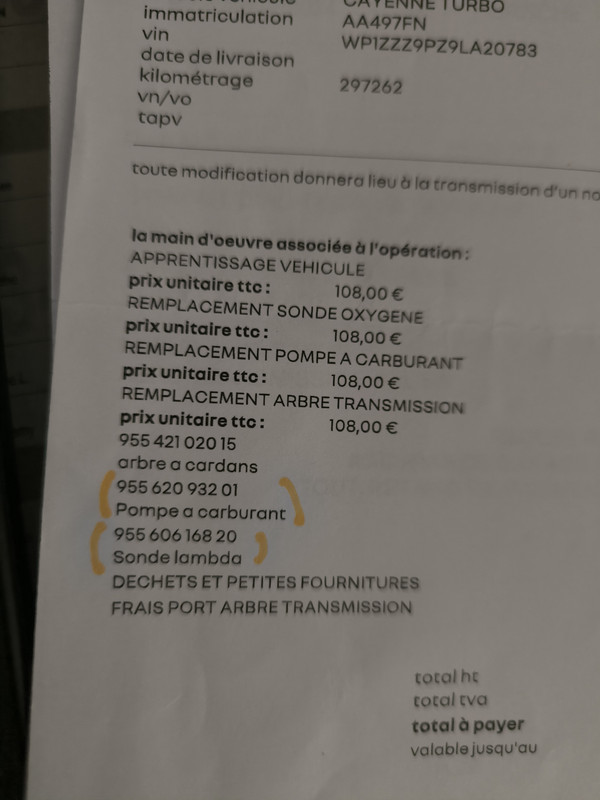 CAYENNE TURBO
immatriculation AA497FN
vin WP1ZZZ9PZ9LA20783
date de livraison
kilométrage 297262
vn/vo
tapv
toute modification donnera lieu à la transmission d'un
la main d'oeuvre associée à l'opération :
APPRENTISSAGE VEHICULE
prix unitaire ttc : 108,00 €
REMPLACEMENT SONDE OXYGENE
prix unitaire ttc : 108,00 €
REMPLACEMENT POMPE A CARBURANT
prix unitaire ttc : 108,00 €
REMPLACEMENT ARBRE TRANSMISSION
prix unitaire ttc : 108,00 €
955 421 020 15
arbre a cardans
955 620 932 01
Pompe a carburant
955 606 168 20
Sonde lambda
DECHETS ET PETITES FOURNITURES
FRAIS PORT ARBRE TRANSMISSION
total ht
total tva
total à payer
valable jusqu'au